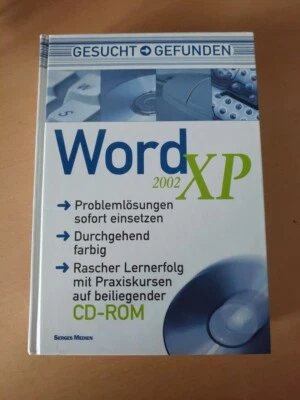 GESUCHT → GEFUNDEN
Word
2002 XP
→ Problemlösungen
sofort einsetzen
→ Durchgehend
farbig
→ Rascher Lernerfolg
mit Praxiskursen
auf beiliegender
CD-ROM
SERGES MEDIEN